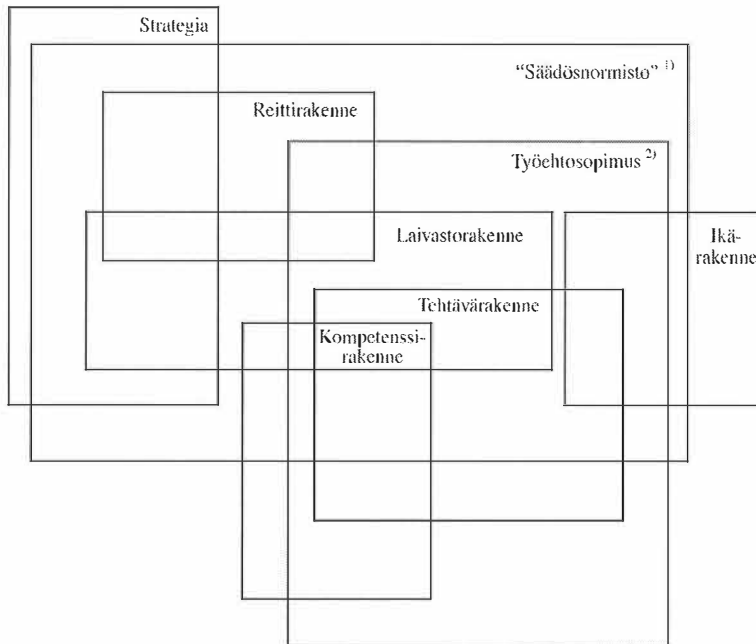 Strategia
“Säädösnormisto” 1)
Reittirakenne
Työehtosopimus 2)
Laivastorakenne
Ikä-
rakenne
Tehtävärakenne
Kompetenssi-
rakenne